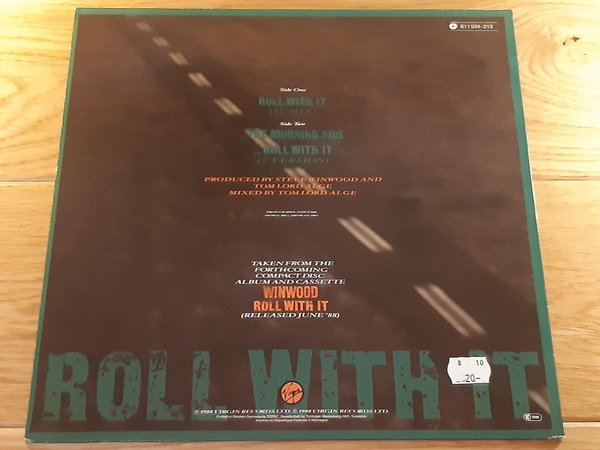 611 534-213
Side One
ROLL WITH IT
(12" MIX)
Side Two
THE MORNING SIDE
ROLL WITH IT
(7" VERSION)
PRODUCED BY STEVE WINWOOD AND
TOM LORD ALGE
MIXED BY TOM LORD ALGE
TAKEN FROM THE
FORTHCOMING
COMPACT DISC
ALBUM AND CASSETTE
WINWOOD
ROLL WITH IT
(RELEASED JUNE '88)
ROLL WITH IT
8 10
20.-
Virgin
℗ 1988 VIRGIN RECORDS LTD. © 1988 VIRGIN RECORDS LTD.